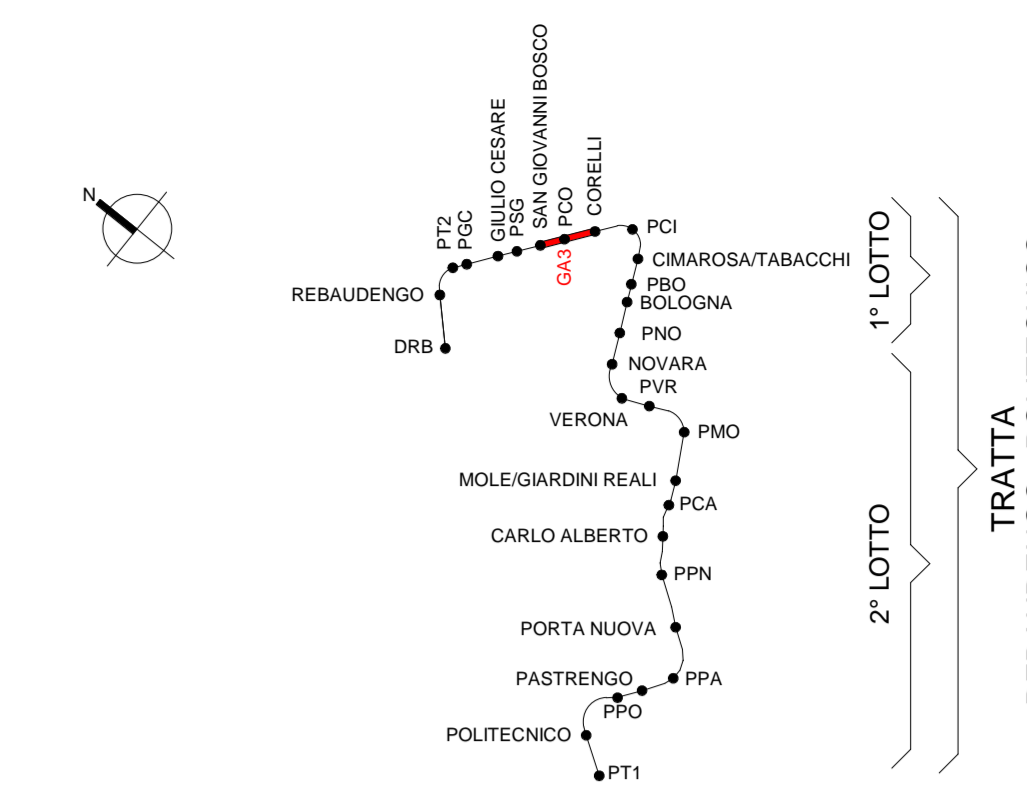 N
PT2
PGC
GIULIO CESARE
PSG
SAN GIOVANNI BOSCO
PCO
CORELLI
GA3
PCI
CIMAROSA/TABACCHI
REBAUDENGO
PBO
BOLOGNA
DRB
PNO
NOVARA
PVR
VERONA
PMO
MOLE/GIARDINI REALI
PCA
CARLO ALBERTO
PPN
PORTA NUOVA
PASTRENGO
PPA
PPO
POLITECNICO
PT1
1° LOTTO
2° LOTTO
TRATTA